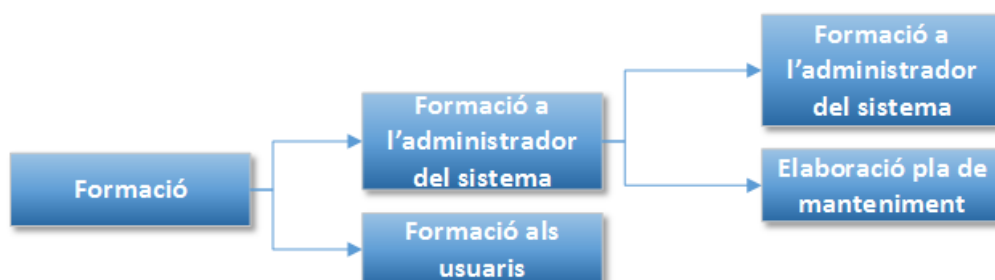 Formació
Formació a
l'administrador
del sistema
Formació als
usuaris
Formació a
l'administrador
del sistema
Elaboració pla de
manteniment